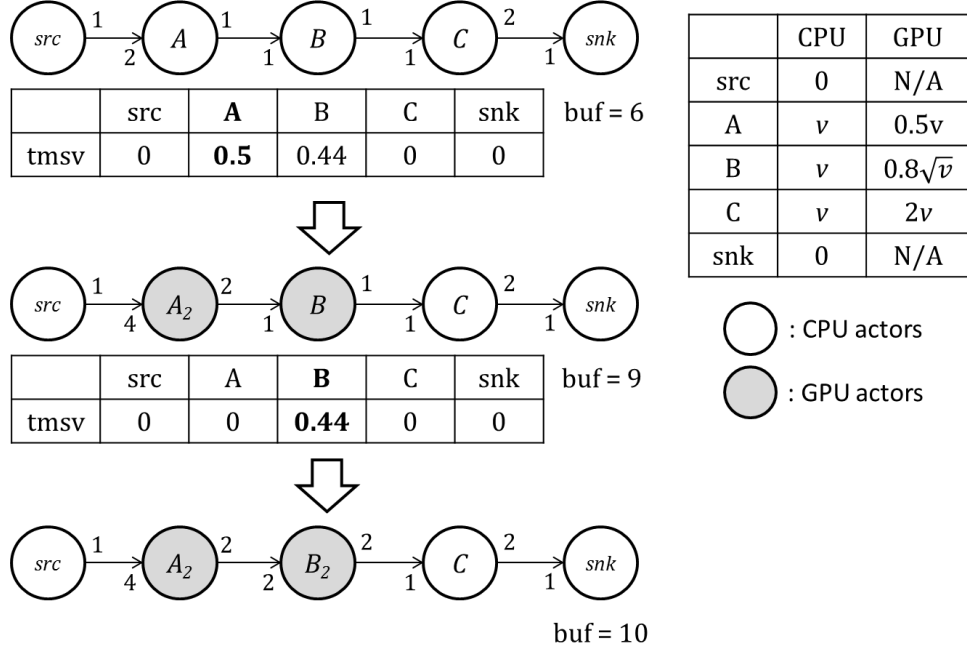 1 1 1 2
src A B C snk
2 1 1 1
src A B C snk buf = 6
tmsv 0 0.5 0.44 0 0
1 2 1 2
src A₂ B C snk
4 1 1 1
src A B C snk buf = 9
tmsv 0 0 0.44 0 0
1 2 2 2
src A₂ B₂ C snk
4 2 1 1
buf = 10
CPU GPU
src 0 N/A
A v 0.5v
B v 0.8√v
C v 2v
snk 0 N/A
: CPU actors
: GPU actors